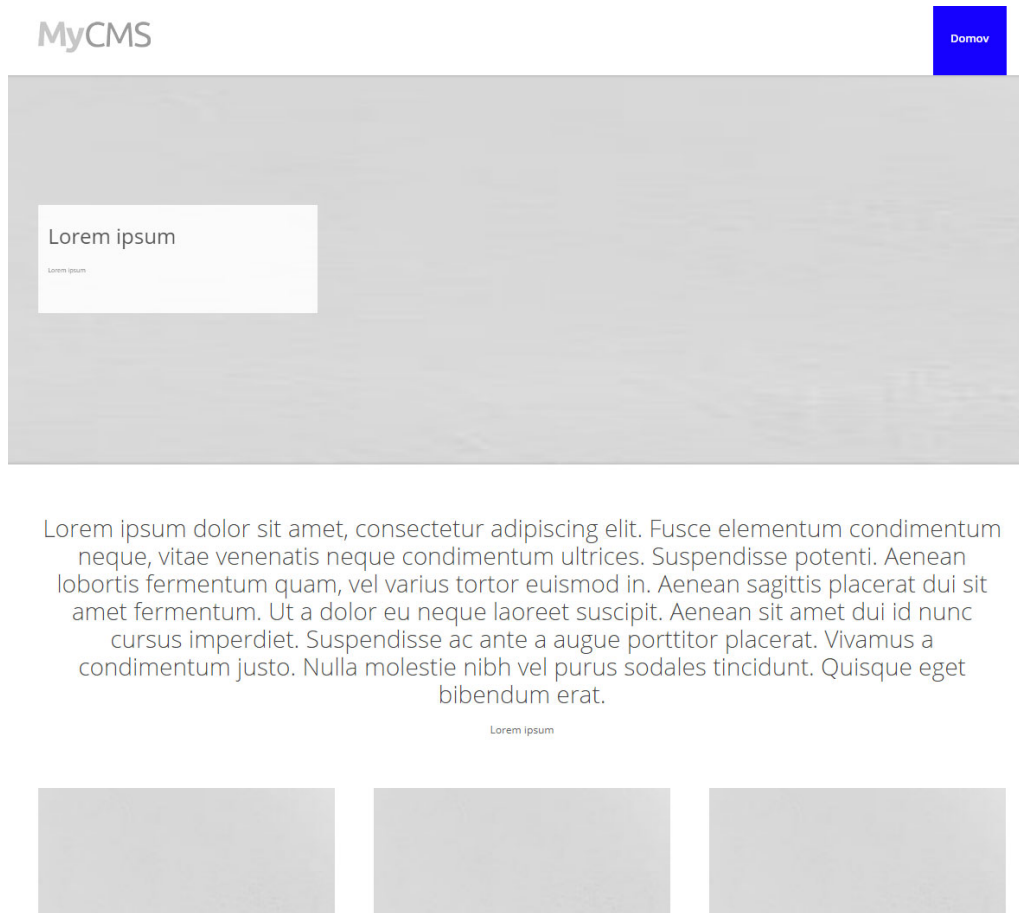 MyCMS
Domov
Lorem ipsum
Lorem ipsum
Lorem ipsum dolor sit amet, consectetur adipiscing elit. Fusce elementum condimentum
neque, vitae venenatis neque condimentum ultrices. Suspendisse potenti. Aenean
lobortis fermentum quam, vel varius tortor euismod in. Aenean sagittis placerat dui sit
amet fermentum. Ut a dolor eu neque laoreet suscipit. Aenean sit amet dui id nunc
cursus imperdiet. Suspendisse ac ante a augue porttitor placerat. Vivamus a
condimentum justo. Nulla molestie nibh vel purus sodales tincidunt. Quisque eget
bibendum erat.
Lorem ipsum